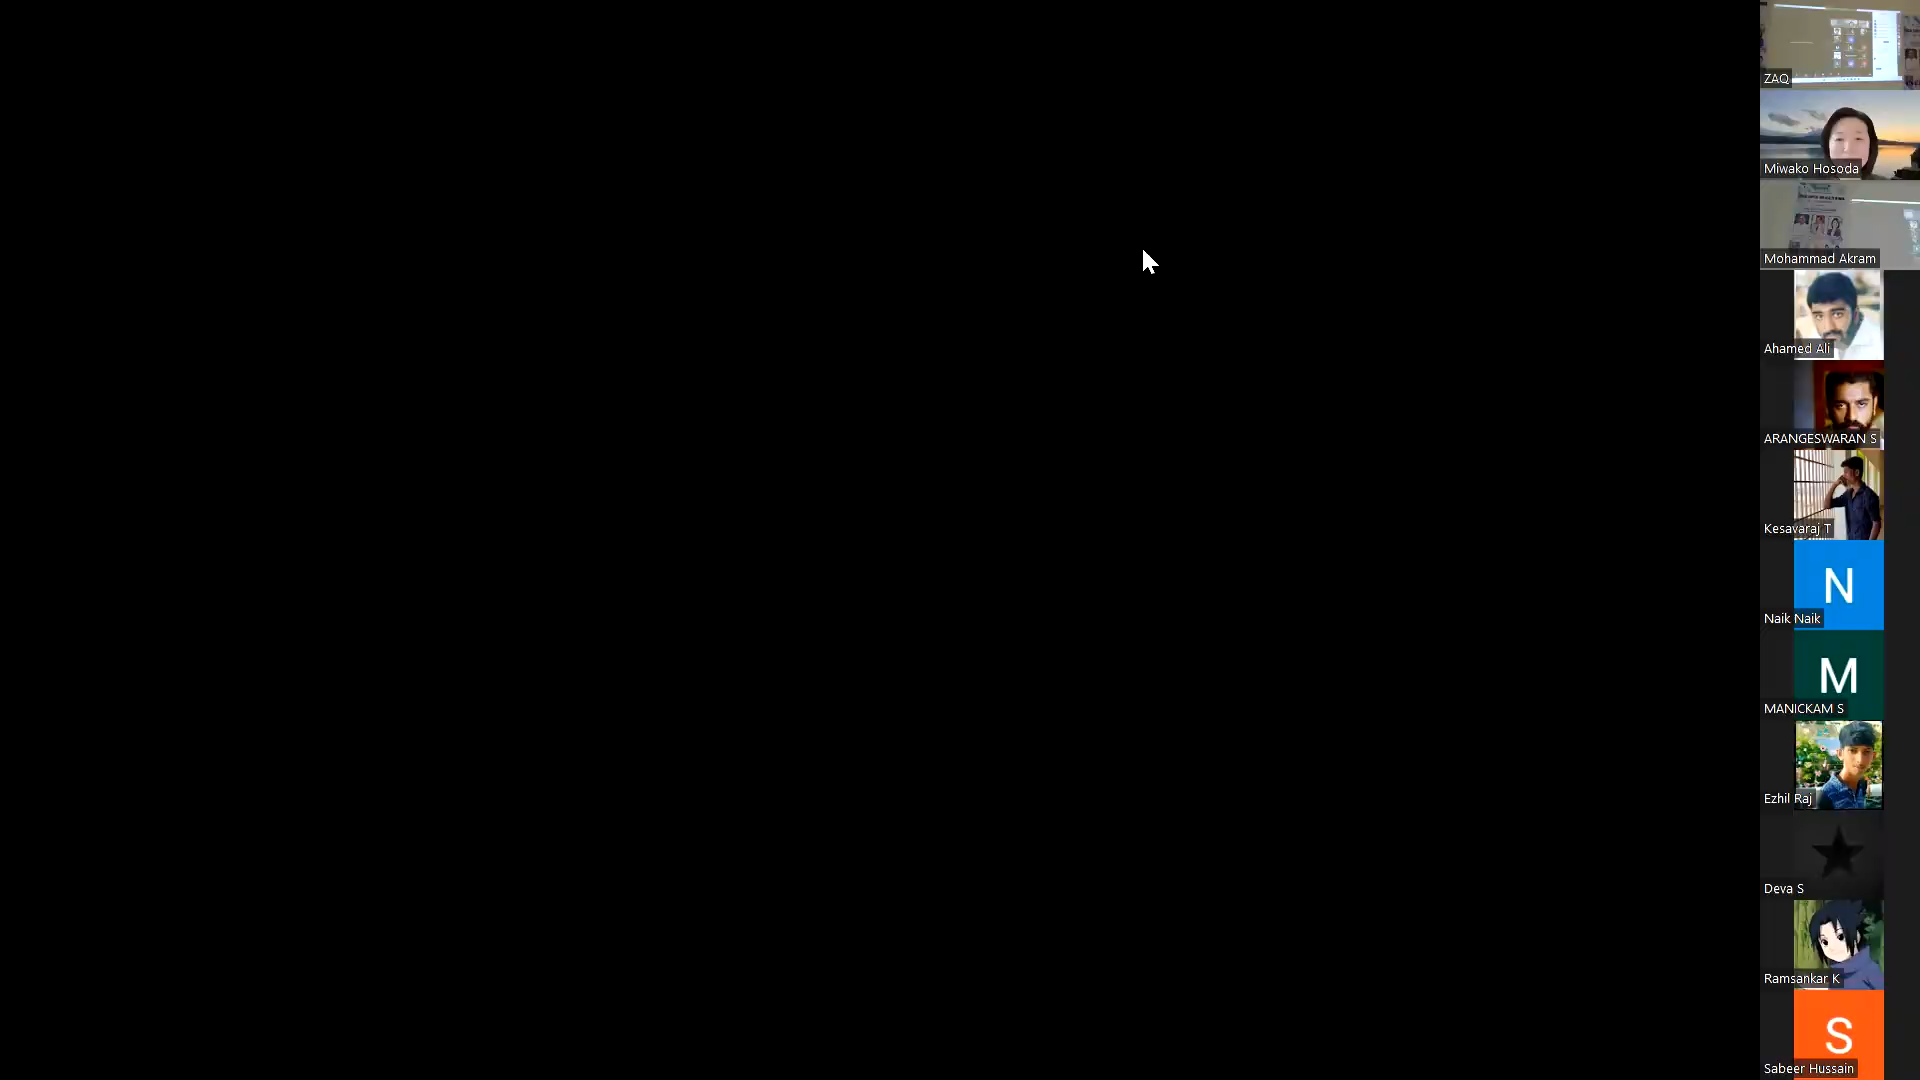 ZAQ
Miwako Hosoda
Mohammad Akram
Ahamed Ali
ARANGESWARAN S
Kesavaraj T
N
Naik Naik
M
MANICKAM S
Ezhil Raj
Deva S
Ramsankar K
S
Sabeer Hussain